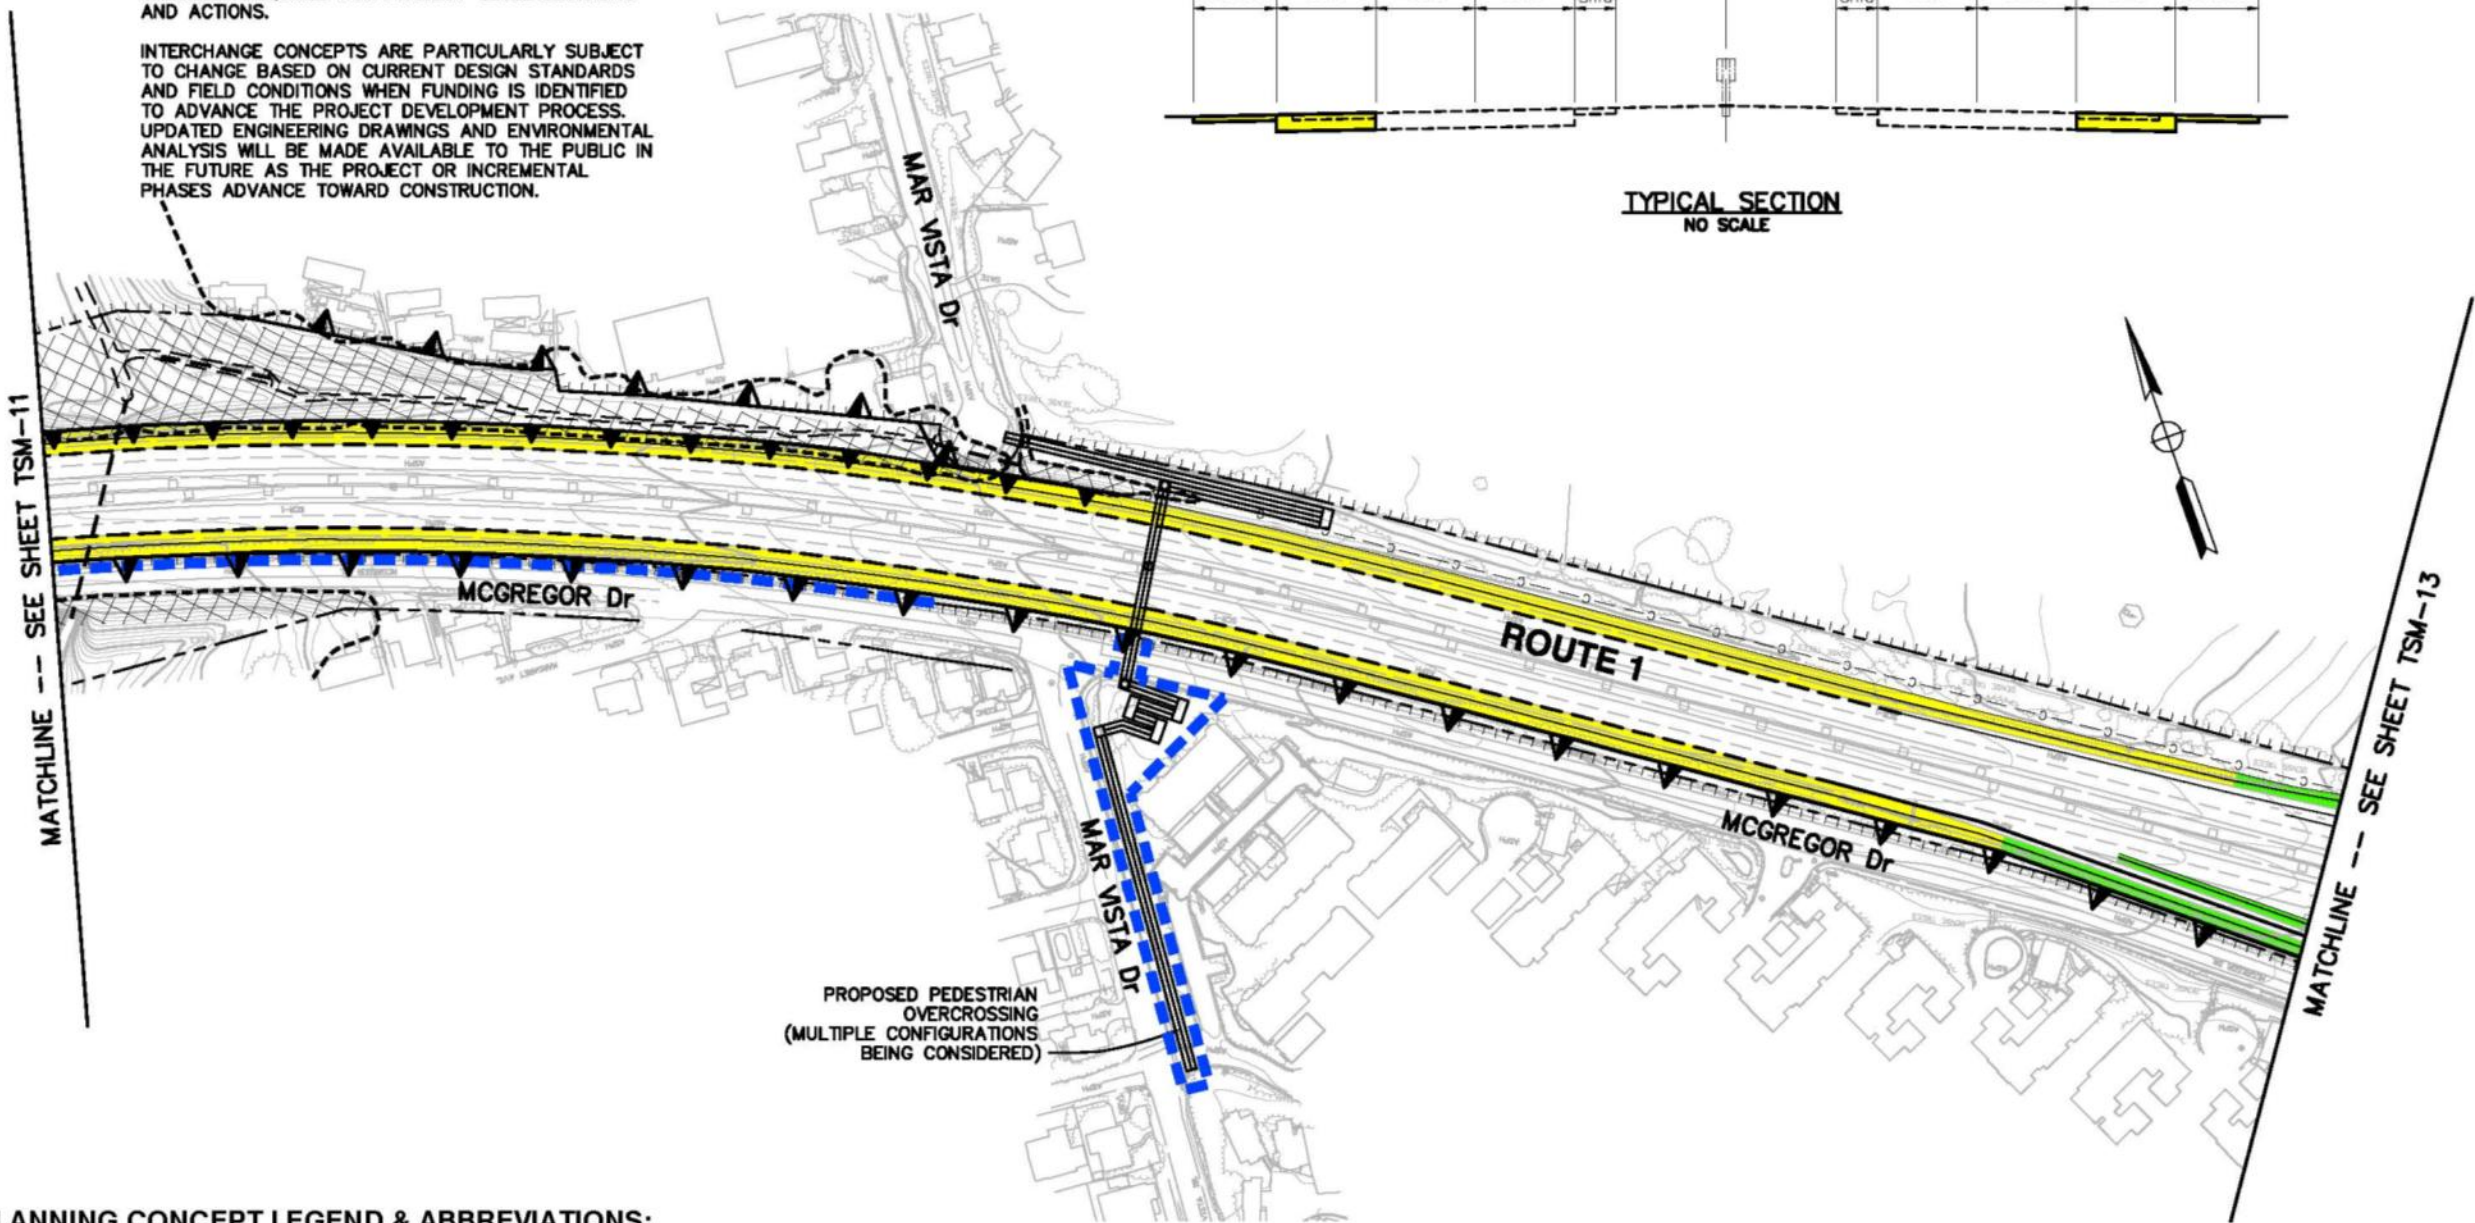 AND ACTIONS.
INTERCHANGE CONCEPTS ARE PARTICULARLY SUBJECT
TO CHANGE BASED ON CURRENT DESIGN STANDARDS
AND FIELD CONDITIONS WHEN FUNDING IS IDENTIFIED
TO ADVANCE THE PROJECT DEVELOPMENT PROCESS.
UPDATED ENGINEERING DRAWINGS AND ENVIRONMENTAL
ANALYSIS WILL BE MADE AVAILABLE TO THE PUBLIC IN
THE FUTURE AS THE PROJECT OR INCREMENTAL
PHASES ADVANCE TOWARD CONSTRUCTION.
TYPICAL SECTION
NO SCALE
MAR VISTA Dr
MATCHLINE -- SEE SHEET TSM-11
MCGREGOR Dr
ROUTE 1
MATCHLINE -- SEE SHEET TSM-13
MCGREGOR Dr
MAR VISTA Dr
PROPOSED PEDESTRIAN
OVERCROSSING
(MULTIPLE CONFIGURATIONS
BEING CONSIDERED)
LANNING CONCEPT LEGEND & ABBREVIATIONS: